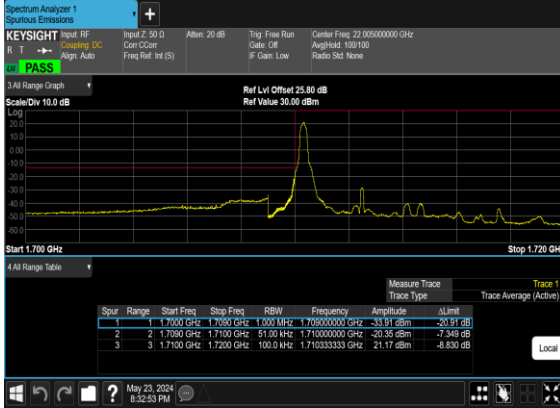 Spectrum Analyzer 1
Spurious Emissions
KEYSIGHT Input: RF Input Z: 50 Ω Atten: 20 dB Trig: Free Run Center Freq: 22.005000000 GHz
R T Coupling: DC Corr CCorr Gate: Off Avg|Hold: 100/100
Align: Auto Freq Ref: Int (S) IF Gain: Low Radio Std: None
LXI PASS
3 All Range Graph
Ref Lvl Offset 25.80 dB
Scale/Div 10.0 dB Ref Value 30.00 dBm
Log
20.0
10.0
0.00
-10.0
-20.0
-30.0
-40.0
-50.0
-60.0
Start 1.700 GHz Stop 1.720 GH
4 All Range Table
Measure Trace Trace 1
Trace Type Trace Average (Active)
Spur Range Start Freq Stop Freq RBW Frequency Amplitude ΔLimit
1 1 1.7000 GHz 1.7090 GHz 1.000 MHz 1.709000000 GHz -33.91 dBm -20.91 dB
2 2 1.7090 GHz 1.7100 GHz 51.00 kHz 1.710000000 GHz -20.35 dBm -7.349 dB
3 3 1.7100 GHz 1.7200 GHz 100.0 kHz 1.710333333 GHz 21.17 dBm -8.830 dB
Local
May 23, 2024
8:32:53 PM